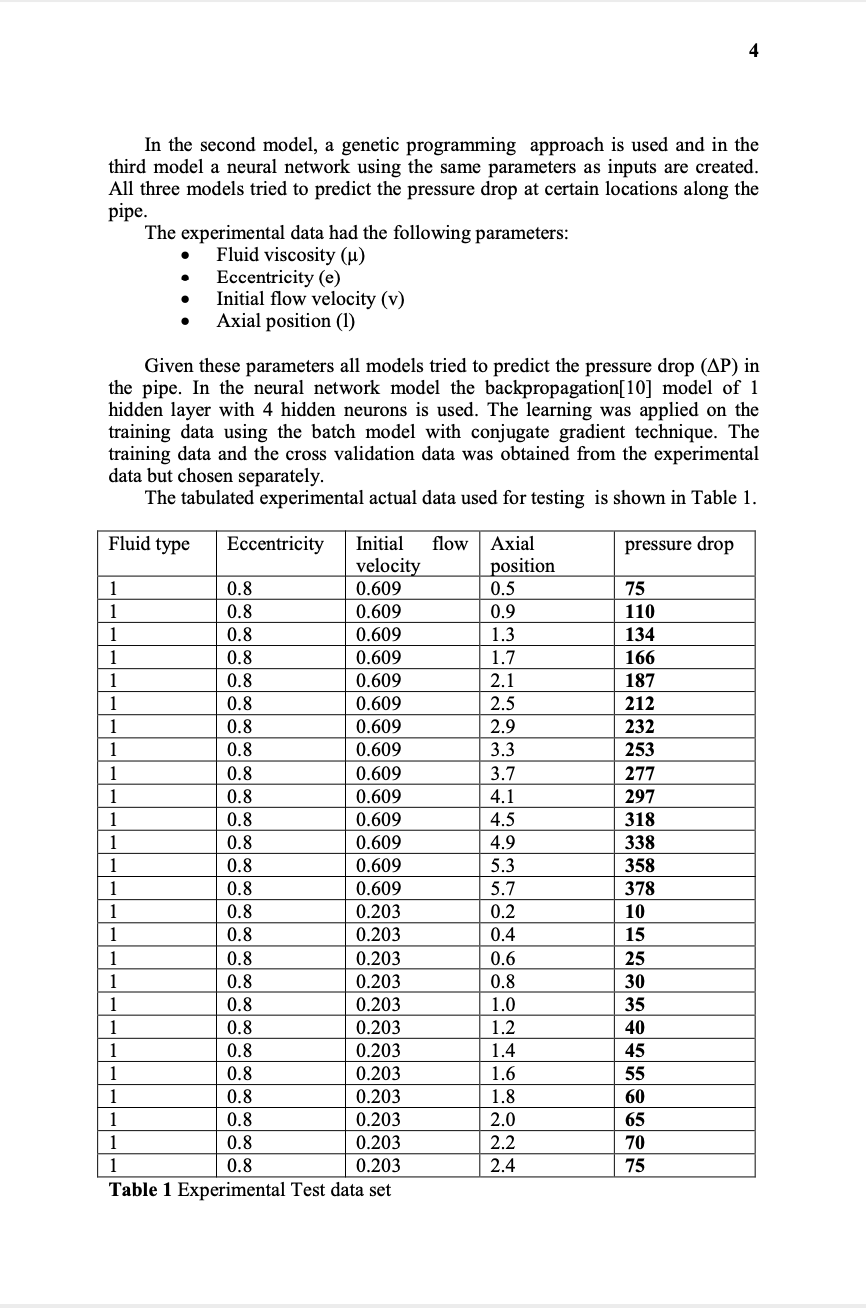 4
In the second model, a genetic programming approach is used and in the
third model a neural network using the same parameters as inputs are created.
All three models tried to predict the pressure drop at certain locations along the
pipe.
The experimental data had the following parameters:
• Fluid viscosity (μ)
• Eccentricity (e)
• Initial flow velocity (v)
• Axial position (l)
Given these parameters all models tried to predict the pressure drop (ΔP) in
the pipe. In the neural network model the backpropagation[10] model of 1
hidden layer with 4 hidden neurons is used. The learning was applied on the
training data using the batch model with conjugate gradient technique. The
training data and the cross validation data was obtained from the experimental
data but chosen separately.
The tabulated experimental actual data used for testing is shown in Table 1.
Fluid type Eccentricity Initial flow Axial pressure drop
velocity position
1 0.8 0.609 0.5 75
1 0.8 0.609 0.9 110
1 0.8 0.609 1.3 134
1 0.8 0.609 1.7 166
1 0.8 0.609 2.1 187
1 0.8 0.609 2.5 212
1 0.8 0.609 2.9 232
1 0.8 0.609 3.3 253
1 0.8 0.609 3.7 277
1 0.8 0.609 4.1 297
1 0.8 0.609 4.5 318
1 0.8 0.609 4.9 338
1 0.8 0.609 5.3 358
1 0.8 0.609 5.7 378
1 0.8 0.203 0.2 10
1 0.8 0.203 0.4 15
1 0.8 0.203 0.6 25
1 0.8 0.203 0.8 30
1 0.8 0.203 1.0 35
1 0.8 0.203 1.2 40
1 0.8 0.203 1.4 45
1 0.8 0.203 1.6 55
1 0.8 0.203 1.8 60
1 0.8 0.203 2.0 65
1 0.8 0.203 2.2 70
1 0.8 0.203 2.4 75
Table 1 Experimental Test data set